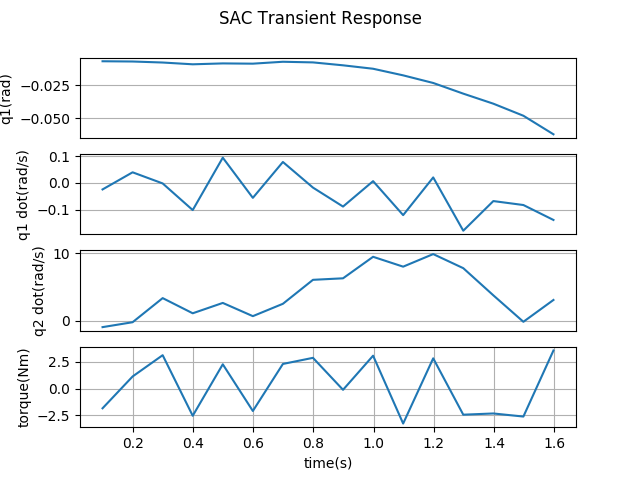 SAC Transient Response
q1(rad)
−0.025
−0.050
q1 dot(rad/s)
0.1
0.0
−0.1
q2 dot(rad/s)
10
0
torque(Nm)
2.5
0.0
−2.5
0.2 0.4 0.6 0.8 1.0 1.2 1.4 1.6
time(s)